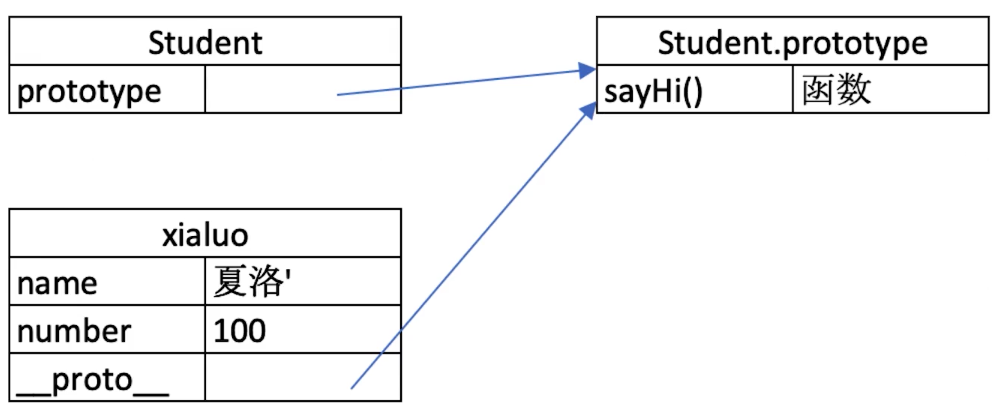 Student
prototype
Student.prototype
sayHi() 函数
xialuo
name 夏洛'
number 100
__proto__